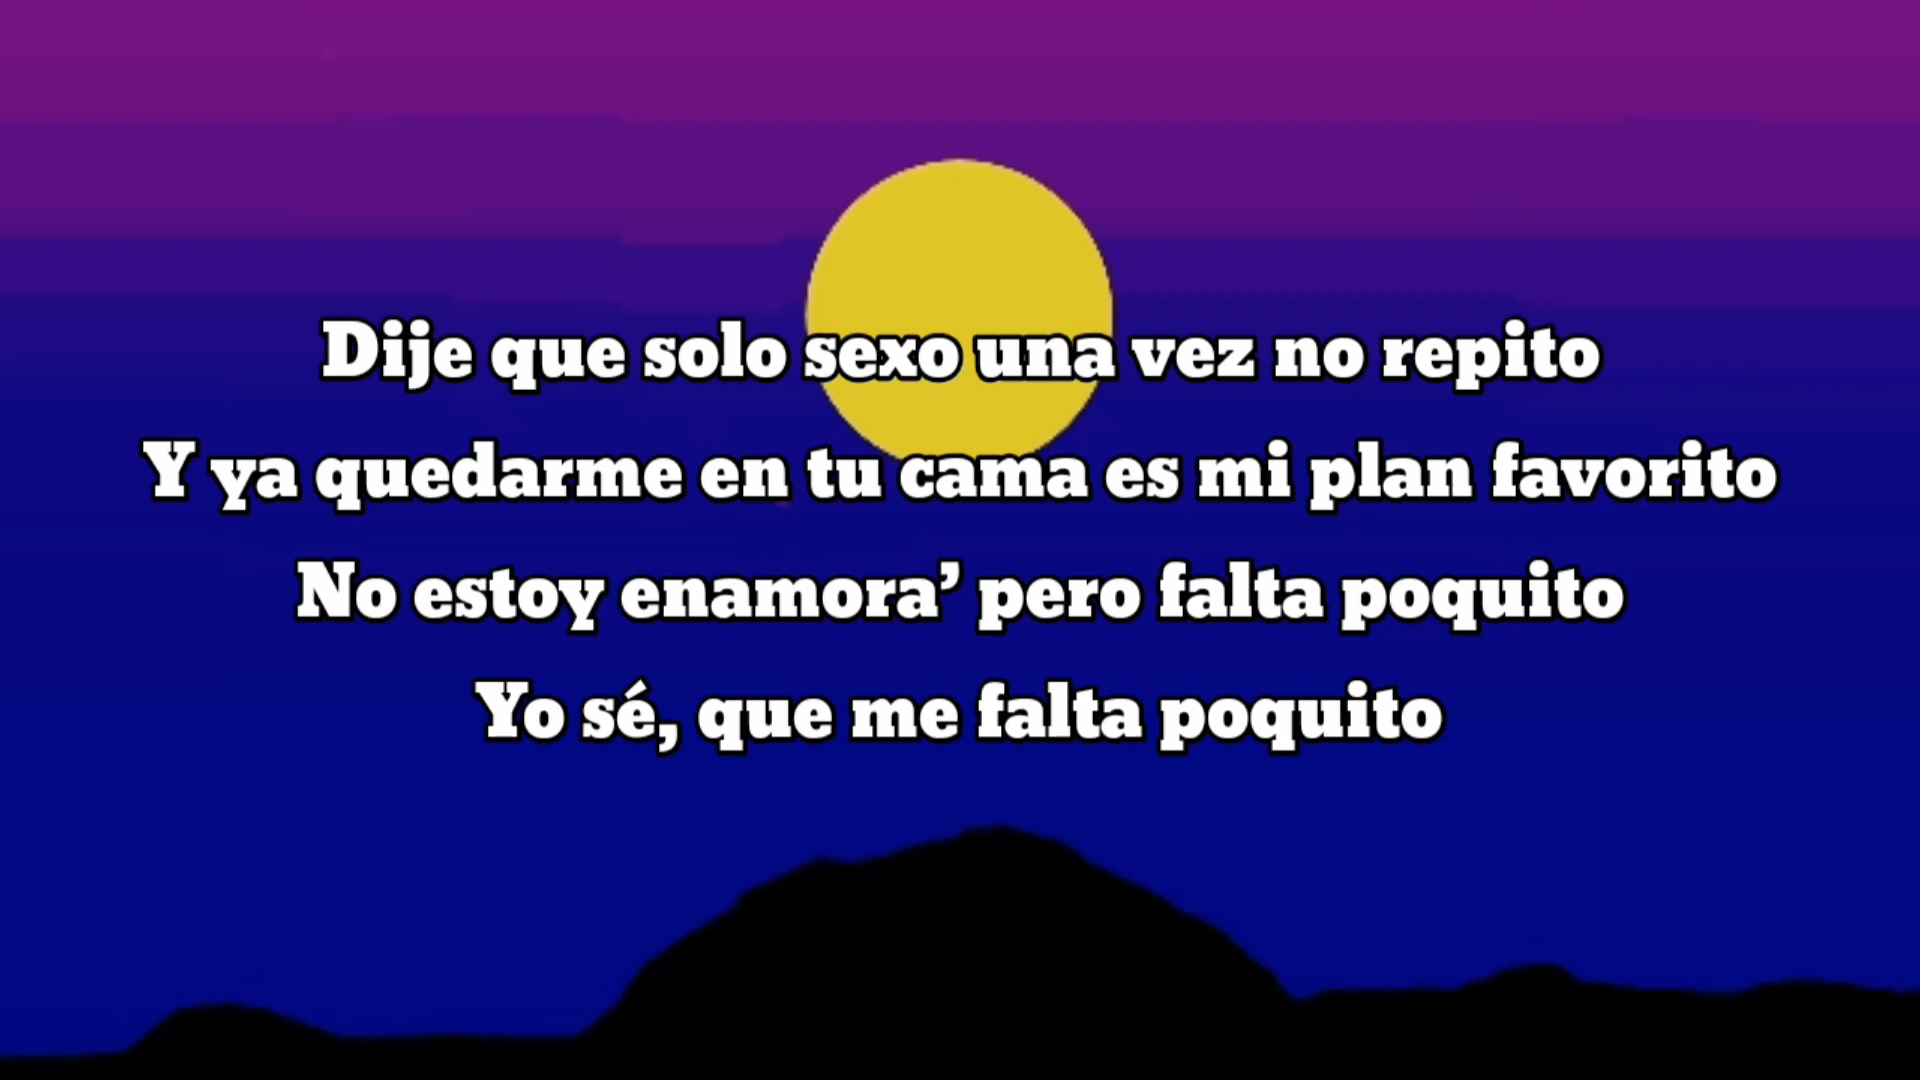 Dije que solo sexo una vez no repito
Y ya quedarme en tu cama es mi plan favorito
No estoy enamora’ pero falta poquito
Yo sé, que me falta poquito